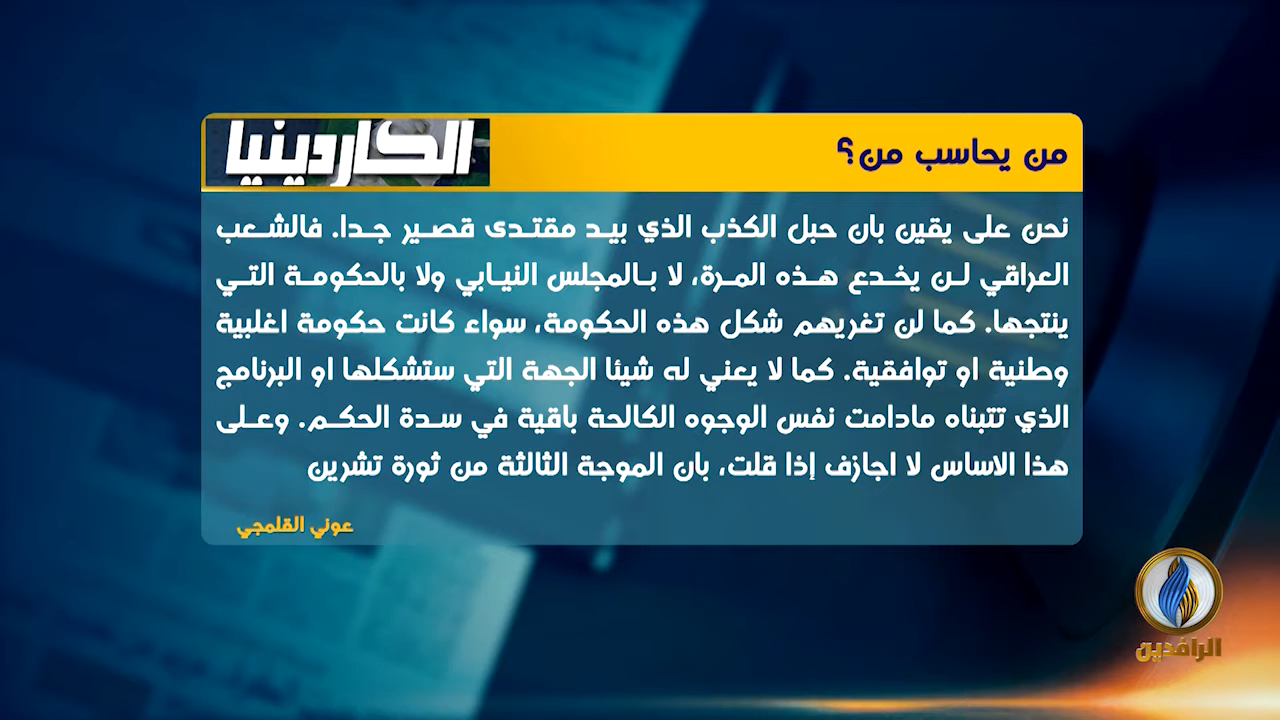 من يحاسب من؟
الكاردينيا
نحن على يقين بان حبل الكذب الذي بيد مقتدى قصير جدا. فالشعب
العراقي لن يخدع هذه المرة، لا بالمجلس النيابي ولا بالحكومة التي
ينتجها. كما لن تغريهم شكل هذه الحكومة، سواء كانت حكومة اغلبية
وطنية او توافقية. كما لا يعني له شيئا الجهة التي ستشكلها او البرنامج
الذي تتبناه مادامت نفس الوجوه الكالحة باقية في سدة الحكم. وعلى
هذا الاساس لا اجازف إذا قلت، بان الموجة الثالثة من ثورة تشرين
عوني القلمجي
الرافدين